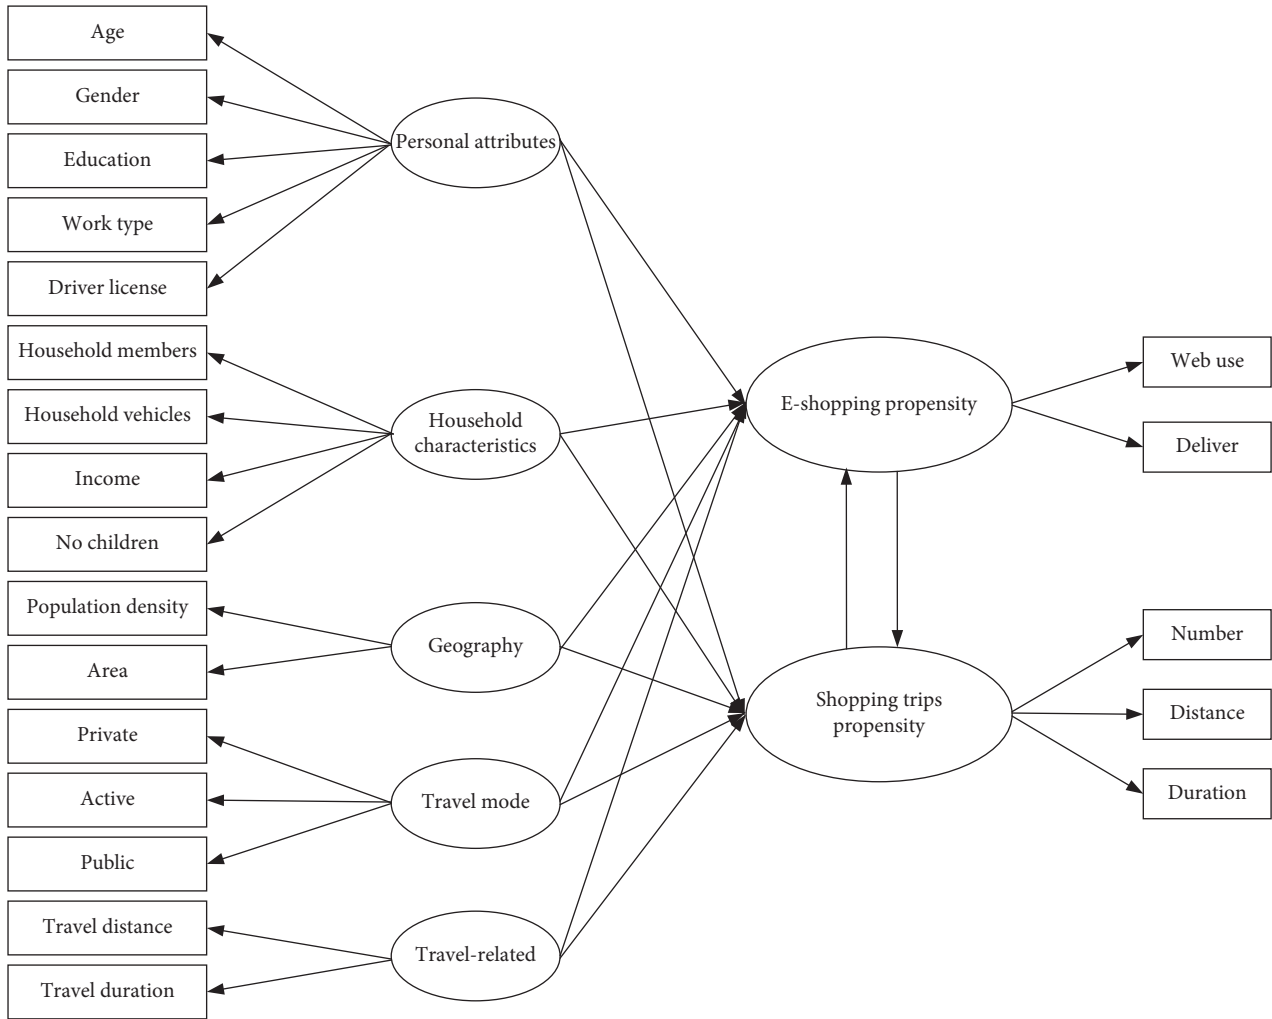 Age
Gender
Education
Work type
Driver license
Household members
Household vehicles
Income
No children
Population density
Area
Private
Active
Public
Travel distance
Travel duration
Personal attributes
Household
characteristics
Geography
Travel mode
Travel-related
E-shopping propensity
Shopping trips
propensity
Web use
Deliver
Number
Distance
Duration